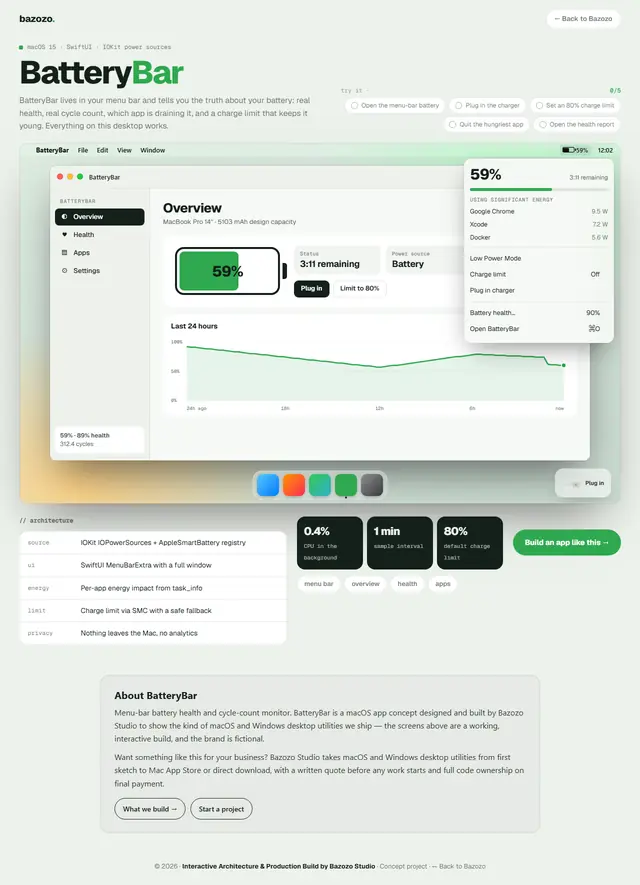 bazozo.
← Back to Bazozo
macOS 15 · SwiftUI · IOKit power sources
BatteryBar
BatteryBar lives in your menu bar and tells you the truth about your battery: real
health, real cycle count, which app is draining it, and a charge limit that keeps it
young. Everything on this desktop works.
try it ·
0/5
Open the menu-bar battery
Plug in the charger
Set an 80% charge limit
Quit the hungriest app
Open the health report
BatteryBar File Edit View Window
59% 12:02
BatteryBar
BATTERYBAR
Overview
Health
Apps
Settings
59% · 89% health
312.4 cycles
Overview
MacBook Pro 14" · 5103 mAh design capacity
59%
Status
3:11 remaining
Power source
Battery
Plug in
Limit to 80%
Last 24 hours
100%
50%
0%
24h ago
18h
12h
6h
now
59%
3:11 remaining
USING SIGNIFICANT ENERGY
Google Chrome 9.5 W
Xcode 7.2 W
Docker 5.6 W
Low Power Mode
Charge limit Off
Plug in charger
Battery health… 90%
Open BatteryBar ⌘O
Plug in
// architecture
source IOKit IOPowerSources + AppleSmartBattery registry
ui SwiftUI MenuBarExtra with a full window
energy Per-app energy impact from task_info
limit Charge limit via SMC with a safe fallback
privacy Nothing leaves the Mac, no analytics
0.4%
CPU in the
background
1 min
sample interval
80%
default charge
limit
menu bar
overview
health
apps
Build an app like this →
About BatteryBar
Menu-bar battery health and cycle-count monitor. BatteryBar is a macOS app concept designed and built by Bazozo
Studio to show the kind of macOS and Windows desktop utilities we ship — the screens above are a working,
interactive build, and the brand is fictional.
Want something like this for your business? Bazozo Studio takes macOS and Windows desktop utilities from first
sketch to Mac App Store or direct download, with a written quote before any work starts and full code ownership on
final payment.
What we build →
Start a project
© 2026 · Interactive Architecture & Production Build by Bazozo Studio · Concept project · ← Back to Bazozo